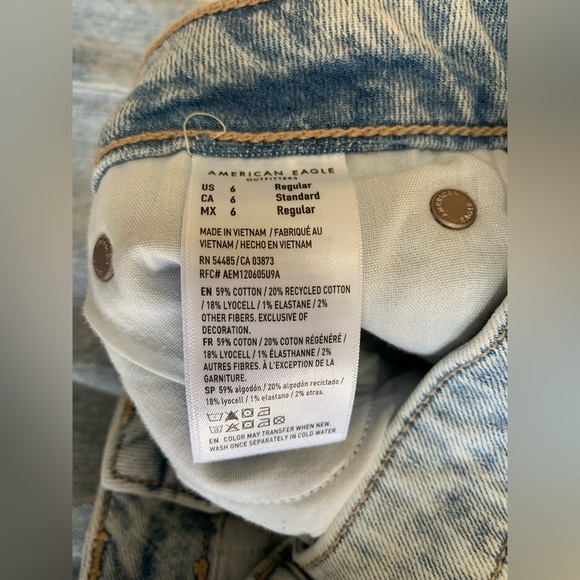 AMERICAN EAGLE
OUTFITTERS
US 6 Regular
CA 6 Standard
MX 6 Regular
MADE IN VIETNAM / FABRIQUÉ AU
VIETNAM / HECHO EN VIETNAM
RN 54485/CA 03873
RFC# AEM120605U9A
EN 59% COTTON / 20% RECYCLED COTTON
/ 18% LYOCELL / 1% ELASTANE / 2%
OTHER FIBERS. EXCLUSIVE OF
DECORATION.
FR 59% COTON / 20% COTON RÉGÉNÉRÉ /
18% LYOCELL / 1% ÉLASTHANNE / 2%
AUTRES FIBRES. À L'EXCEPTION DE LA
GARNITURE.
SP 59% algodón / 20% algodón reciclado /
18% lyocell / 1% elastano / 2% otras.
EN COLOR MAY TRANSFER WHEN NEW.
WASH ONCE SEPARATELY IN COLD WATER